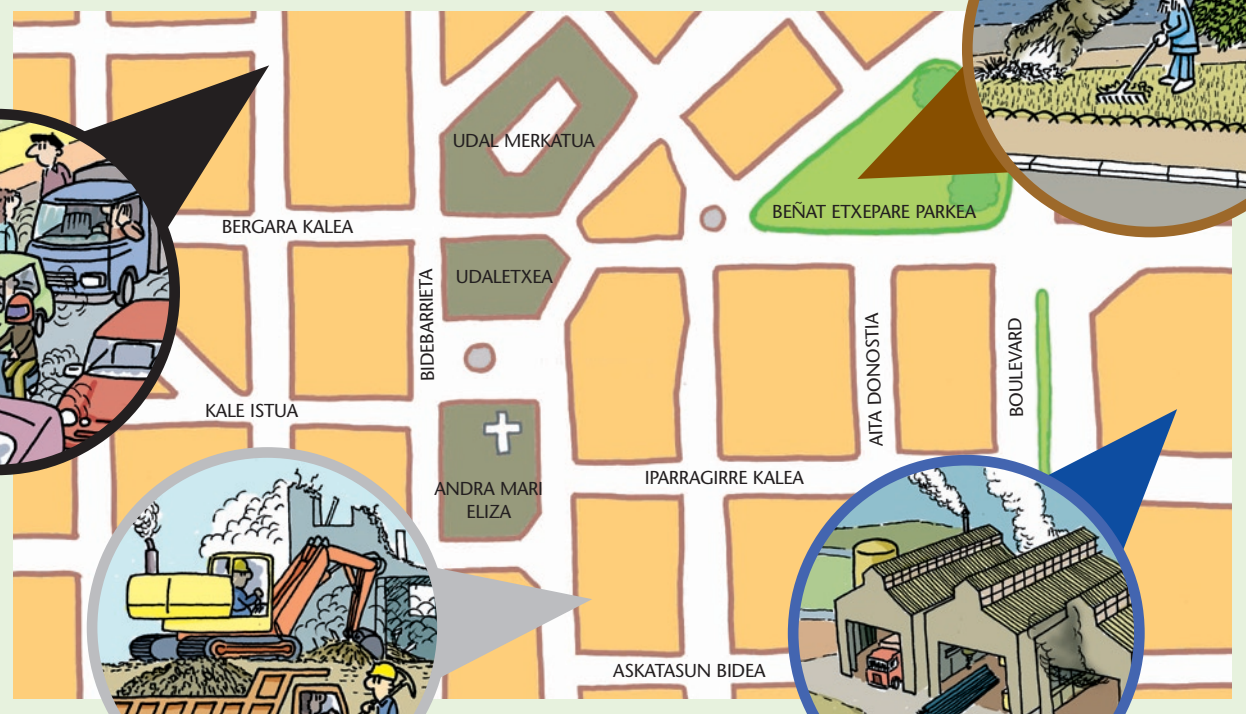 UDAL MERKATUA
BEÑAT ETXEPARE PARKEA
BERGARA KALEA
UDALETXEA
BIDEBARRIETA
AITA DONOSTIA
BOULEVARD
KALE ISTUA
IPARRAGIRRE KALEA
ANDRA MARI
ELIZA
ASKATASUN BIDEA